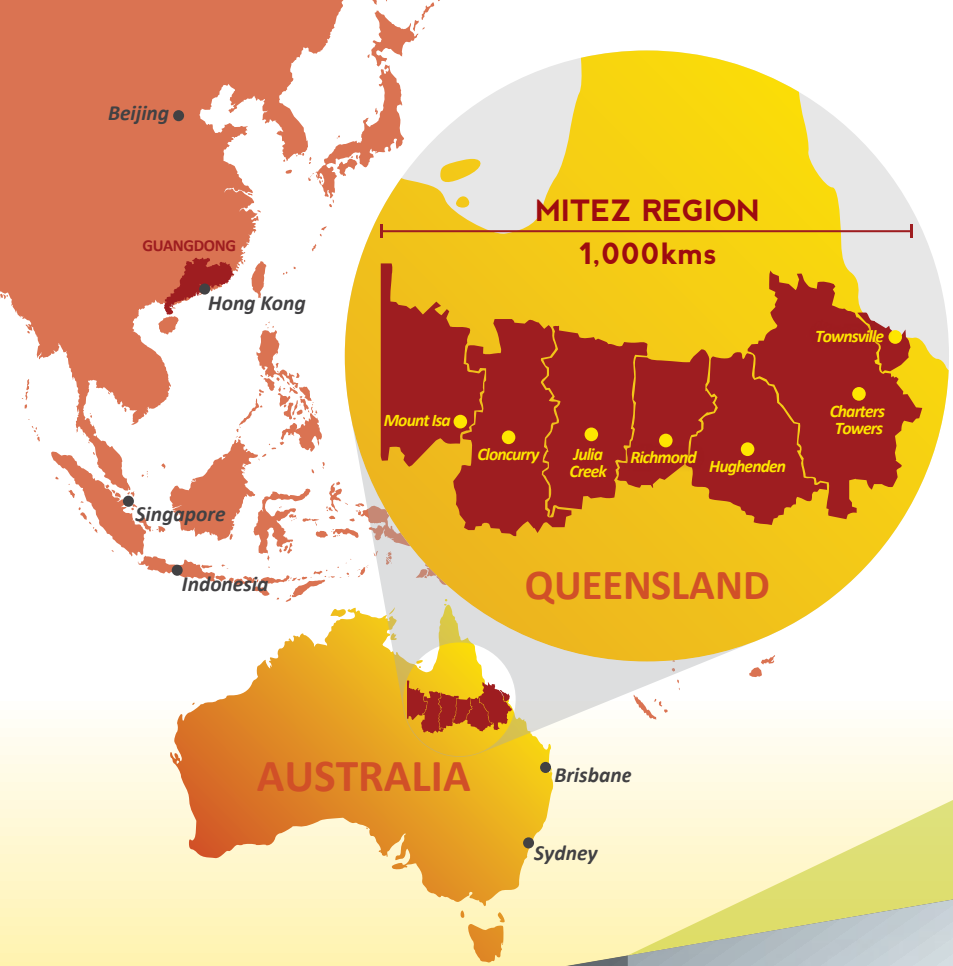 Beijing
GUANGDONG
Hong Kong
Singapore
Indonesia
MITEZ REGION
1,000kms
Townsville
Charters
Towers
Mount Isa
Cloncurry
Julia
Creek
Richmond
Hughenden
QUEENSLAND
AUSTRALIA
Brisbane
Sydney